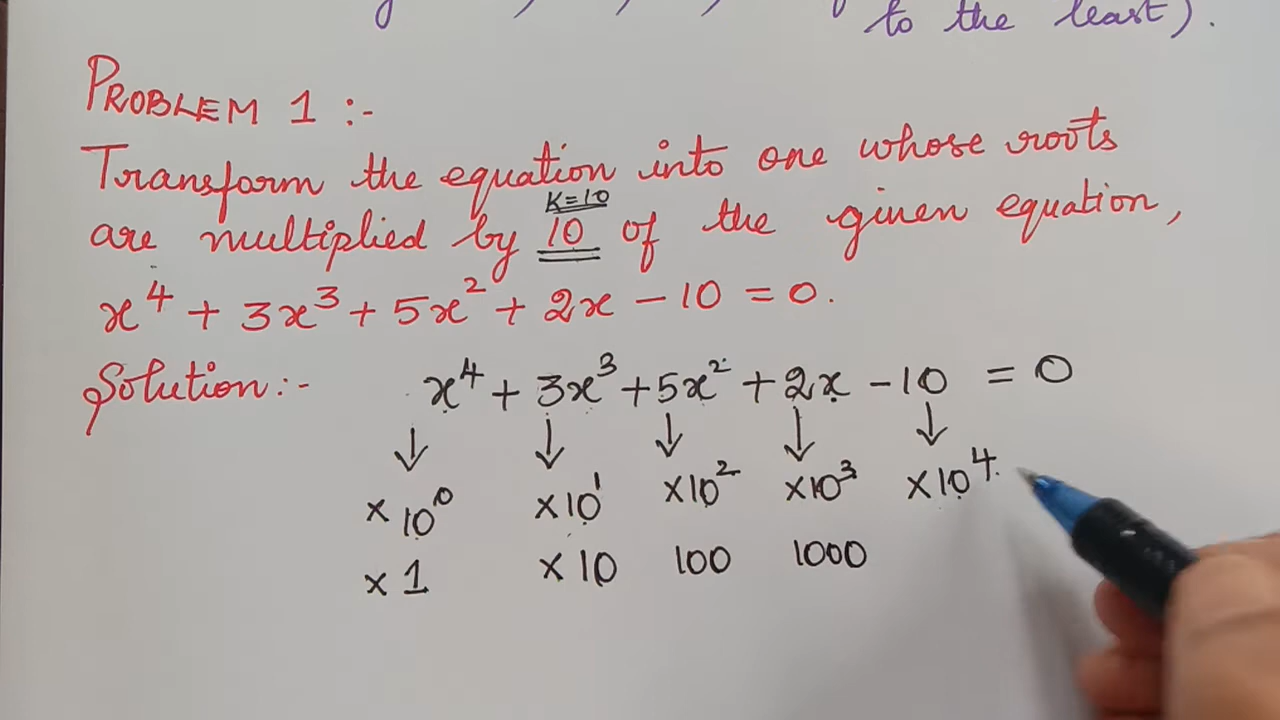 to the least).
PROBLEM 1 :-
Transform the equation into one whose roots
K=10
are multiplied by 10 of the given equation,
x⁴ + 3x³ + 5x² + 2x - 10 = 0.
Solution :- x⁴ + 3x³ + 5x² + 2x - 10 = 0
↓ ↓ ↓ ↓ ↓
×10⁰ ×10¹ ×10² ×10³ ×10⁴
×1 ×10 100 1000